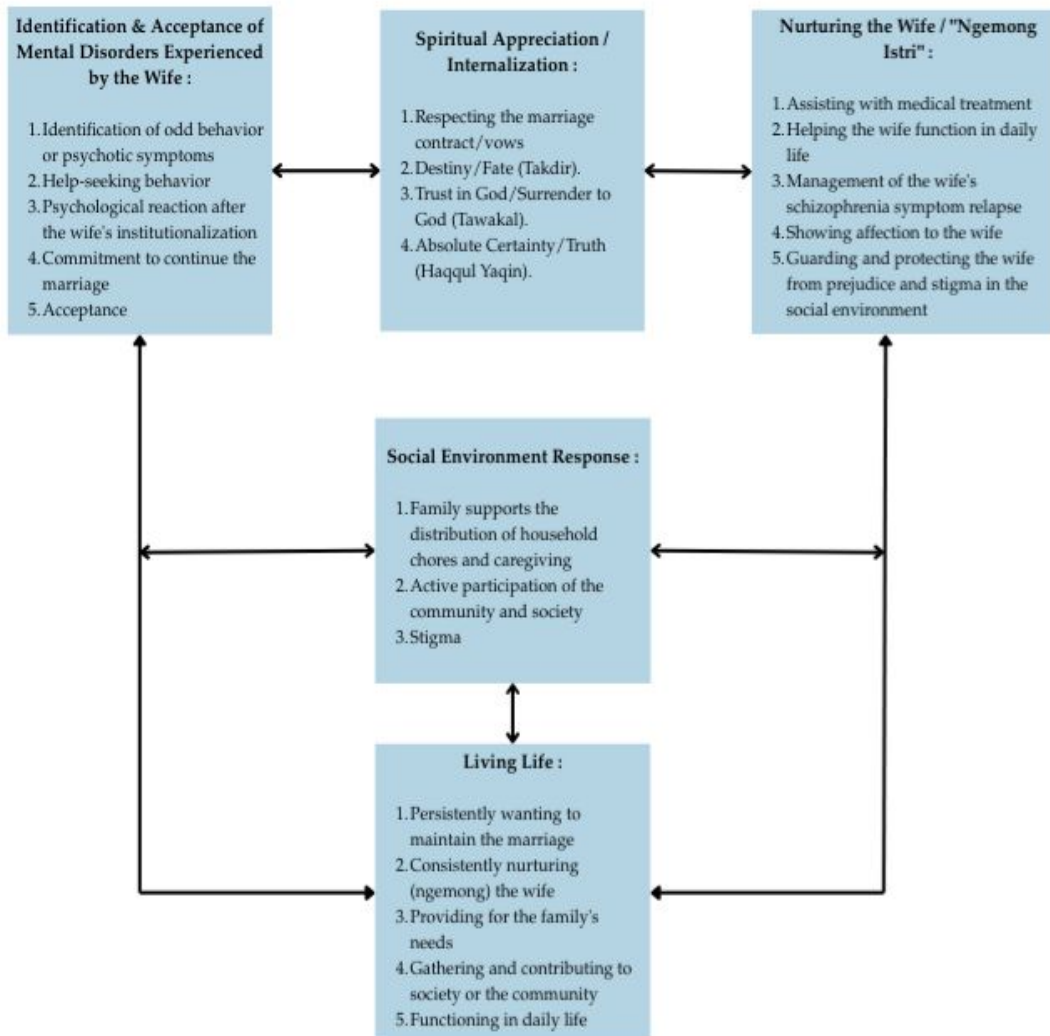 Identification & Acceptance of
Mental Disorders Experienced
by the Wife :
1. Identification of odd behavior
or psychotic symptoms
2. Help-seeking behavior
3. Psychological reaction after
the wife's institutionalization
4. Commitment to continue the
marriage
5. Acceptance
Spiritual Appreciation /
Internalization :
1. Respecting the marriage
contract/vows
2. Destiny/Fate (Takdir).
3. Trust in God/Surrender to
God (Tawakal).
4. Absolute Certainty/Truth
(Haqqul Yaqin).
Nurturing the Wife / "Ngemong
Istri" :
1. Assisting with medical treatment
2. Helping the wife function in daily
life
3. Management of the wife's
schizophrenia symptom relapse
4. Showing affection to the wife
5. Guarding and protecting the wife
from prejudice and stigma in the
social environment
Social Environment Response :
1. Family supports the
distribution of household
chores and caregiving
2. Active participation of the
community and society
3. Stigma
Living Life :
1. Persistently wanting to
maintain the marriage
2. Consistently nurturing
(ngemong) the wife
3. Providing for the family's
needs
4. Gathering and contributing to
society or the community
5. Functioning in daily life